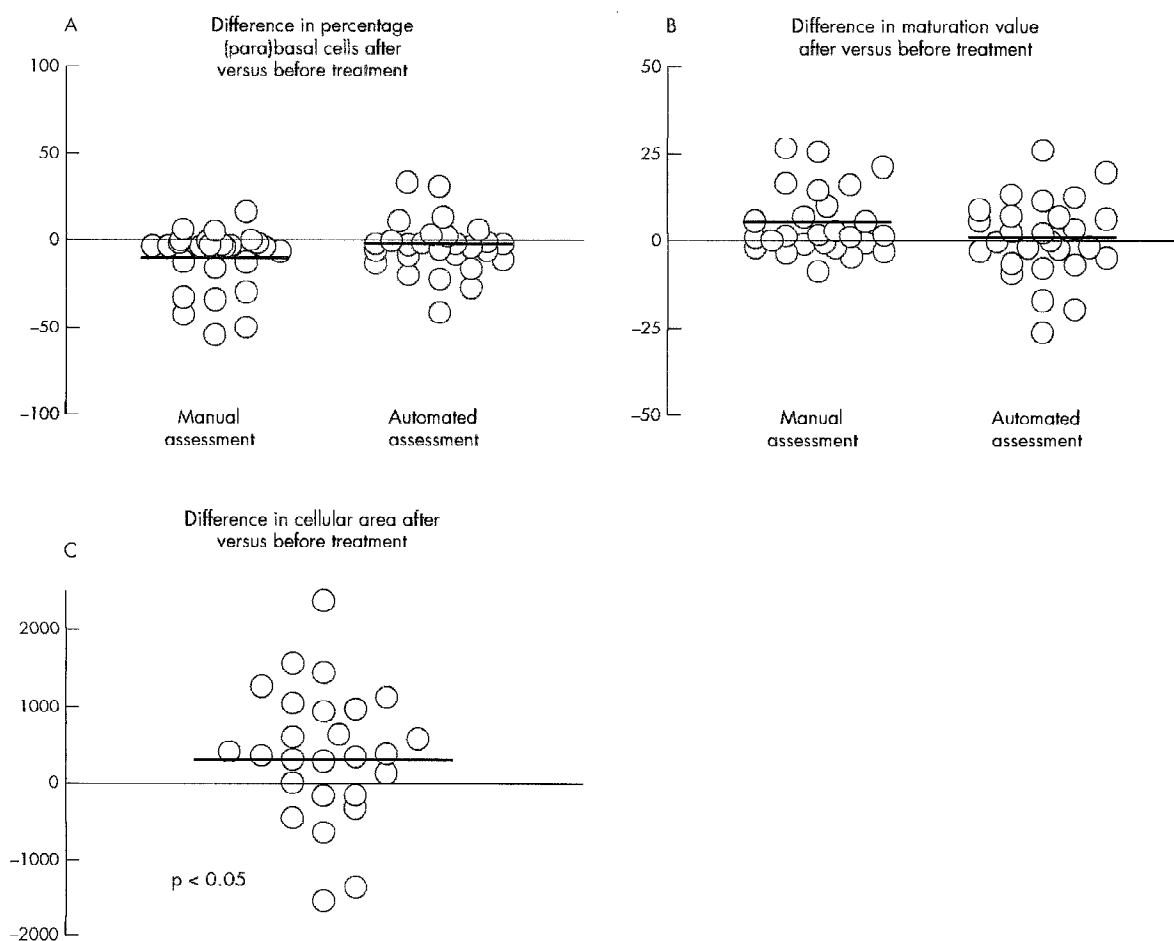 A
Difference in percentage
(para)basal cells after
versus before treatment
100
50
0
−50
−100
Manual
assessment
Automated
assessment
B
Difference in maturation value
after versus before treatment
50
25
0
−25
−50
Manual
assessment
Automated
assessment
C
Difference in cellular area after
versus before treatment
2000
1000
0
−1000
−2000
p < 0.05